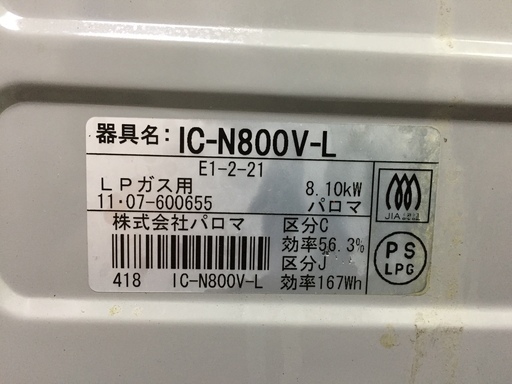 器具名: IC-N800V-L
E1-2-21
LPガス用 8.10kW
11·07-600655 パロマ
株式会社パロマ 区分C
効率56.3%
区分J
418 IC-N800V-L 効率167Wh
JIA
PS
LPG